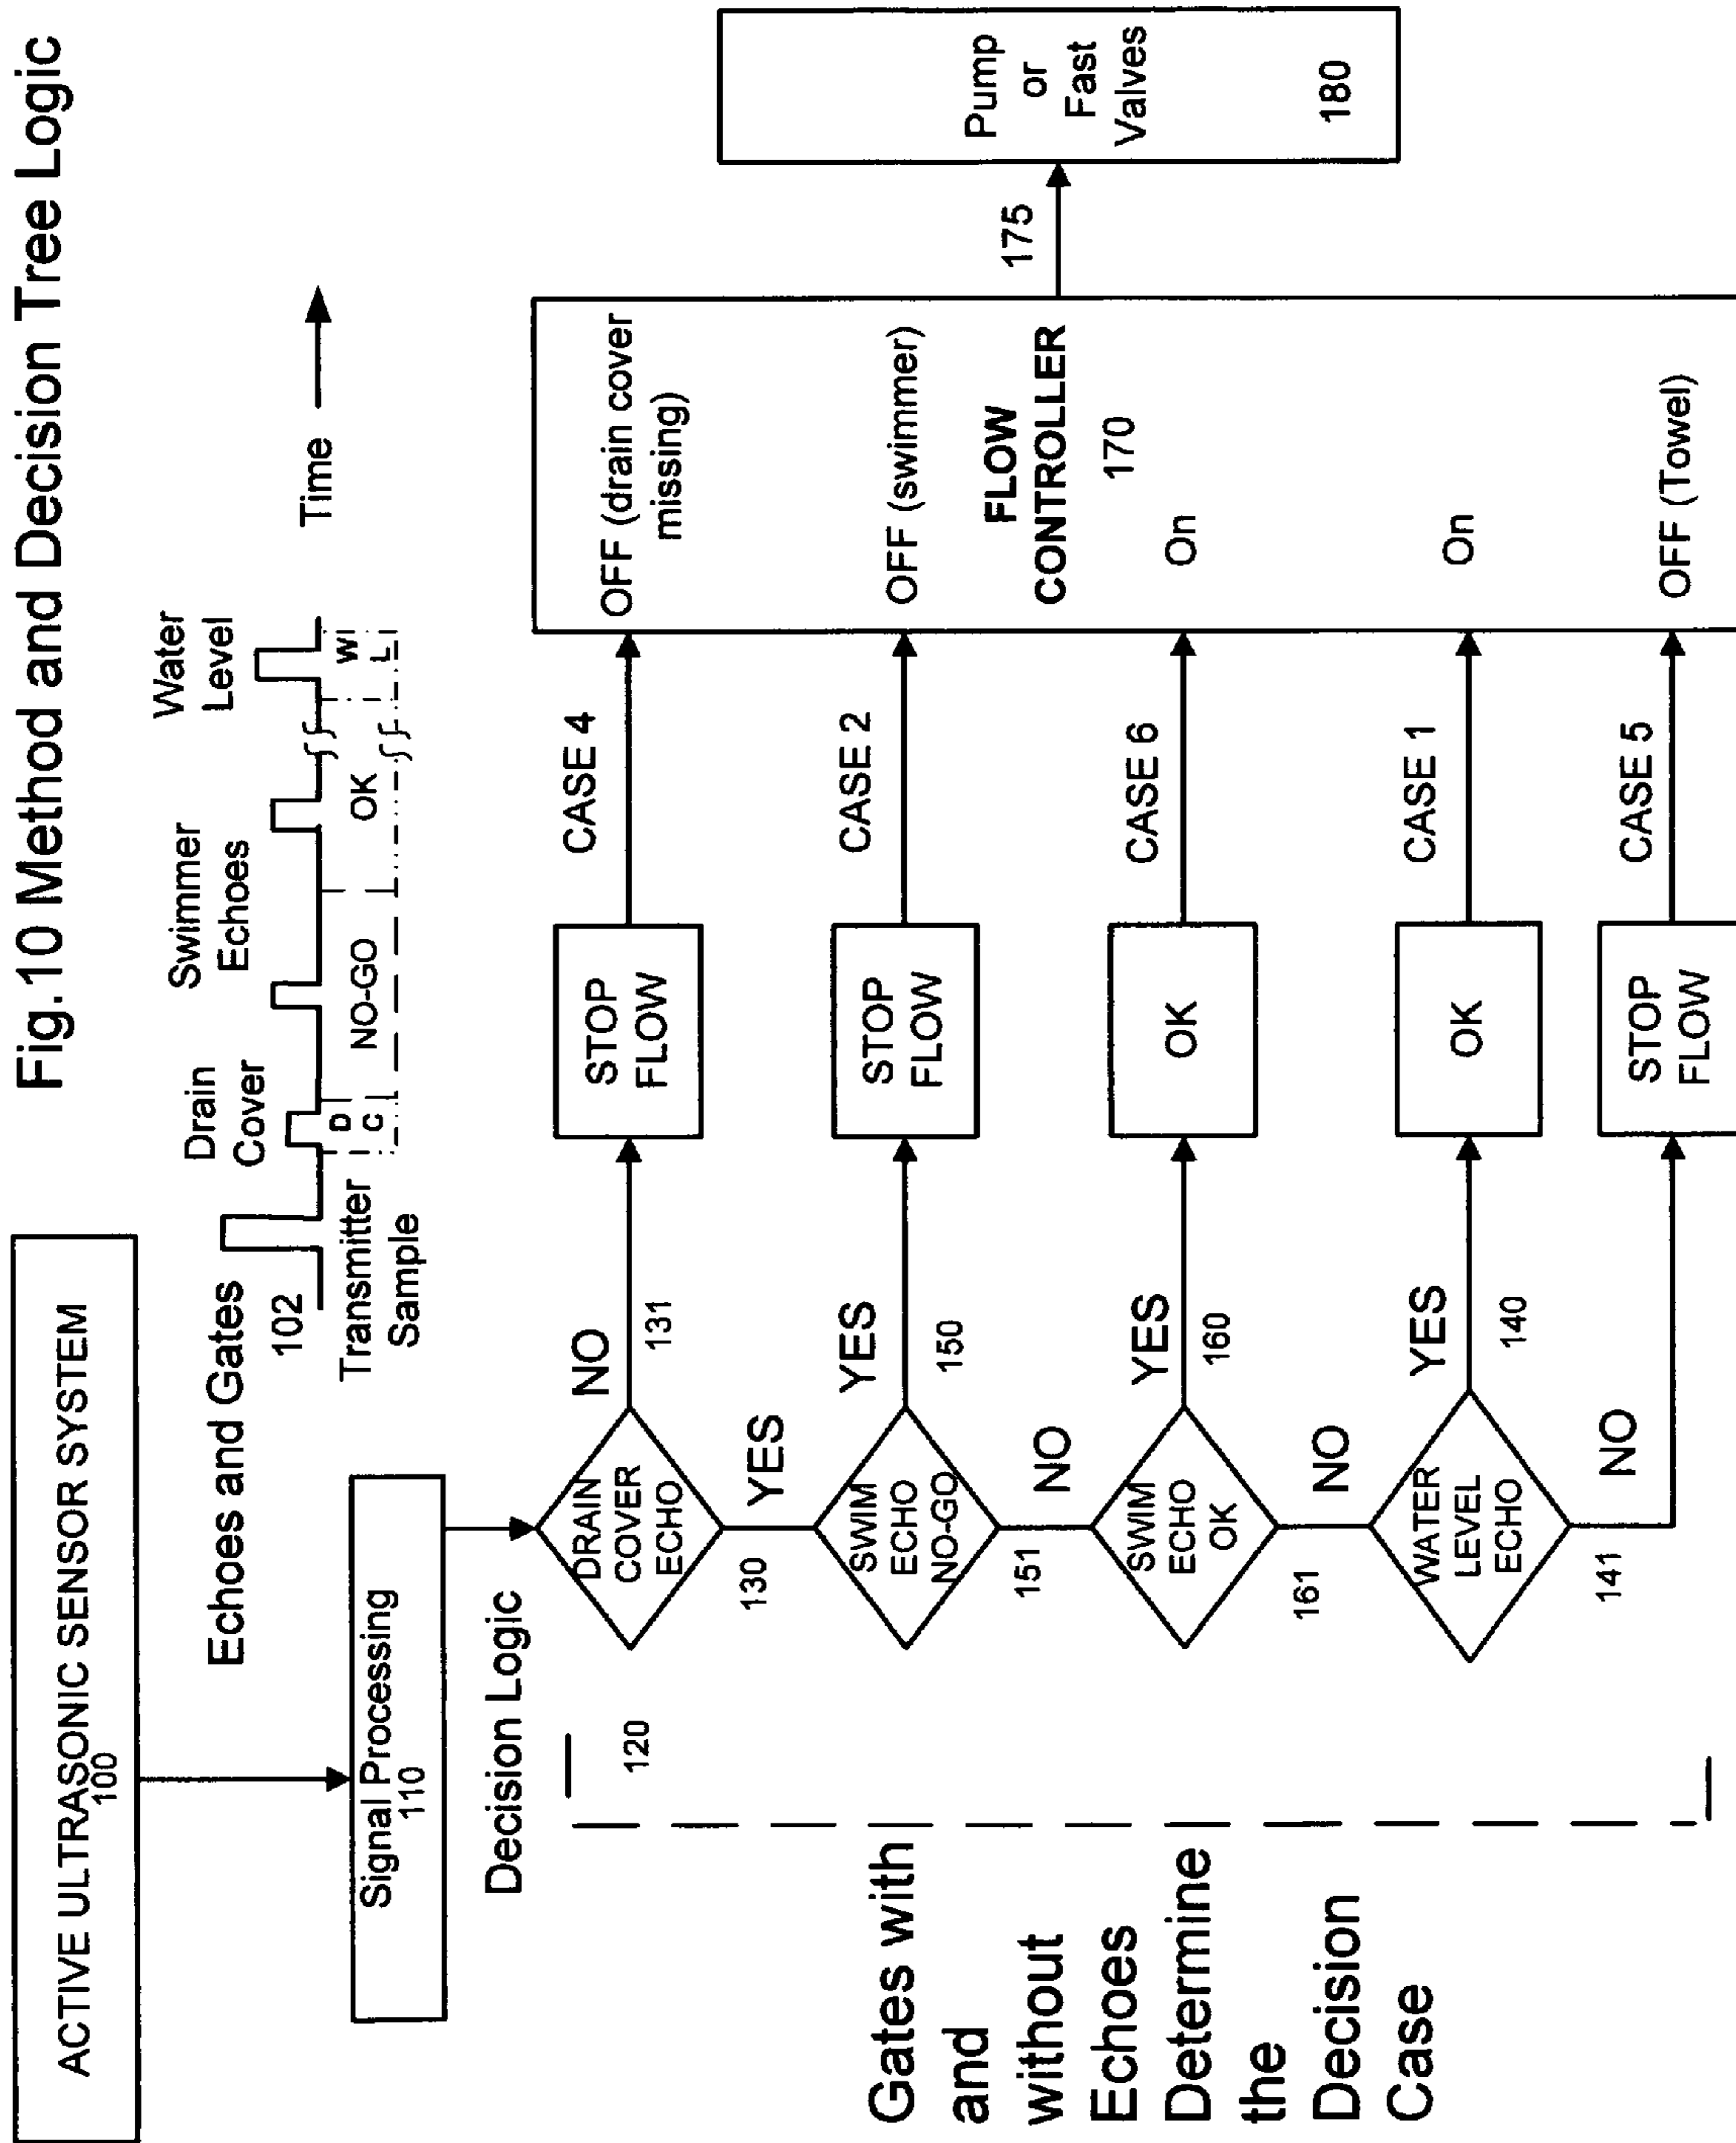 Fig.10 Method and Decision Tree Logic
ACTIVE ULTRASONIC SENSOR SYSTEM
100
Echoes and Gates
102
Transmitter
Sample
Drain
Cover
Swimmer
Echoes
Water
Level
Time
D
C
NO-GO
OK
W
L
Signal Processing
110
Decision Logic
120
Gates with
and
without
Echoes
Determine
the
Decision
Case
DRAIN
COVER
ECHO
NO
131
STOP
FLOW
CASE 4
OFF (drain cover
missing)
130
YES
SWIM
ECHO
NO-GO
YES
150
STOP
FLOW
CASE 2
OFF (swimmer)
FLOW
CONTROLLER
170
151
NO
SWIM
ECHO
OK
YES
160
OK
CASE 6
On
161
NO
WATER
LEVEL
ECHO
YES
140
OK
CASE 1
On
141
NO
STOP
FLOW
CASE 5
OFF (Towel)
175
Pump
or
Fast
Valves
180